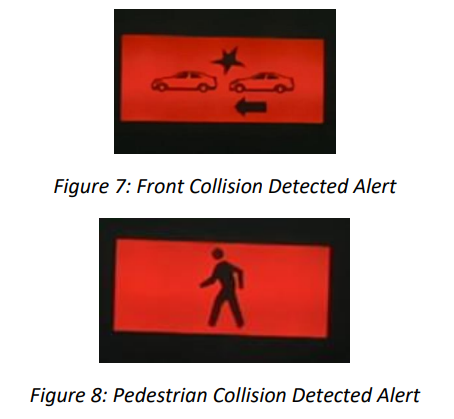 Figure 7: Front Collision Detected Alert
Figure 8: Pedestrian Collision Detected Alert